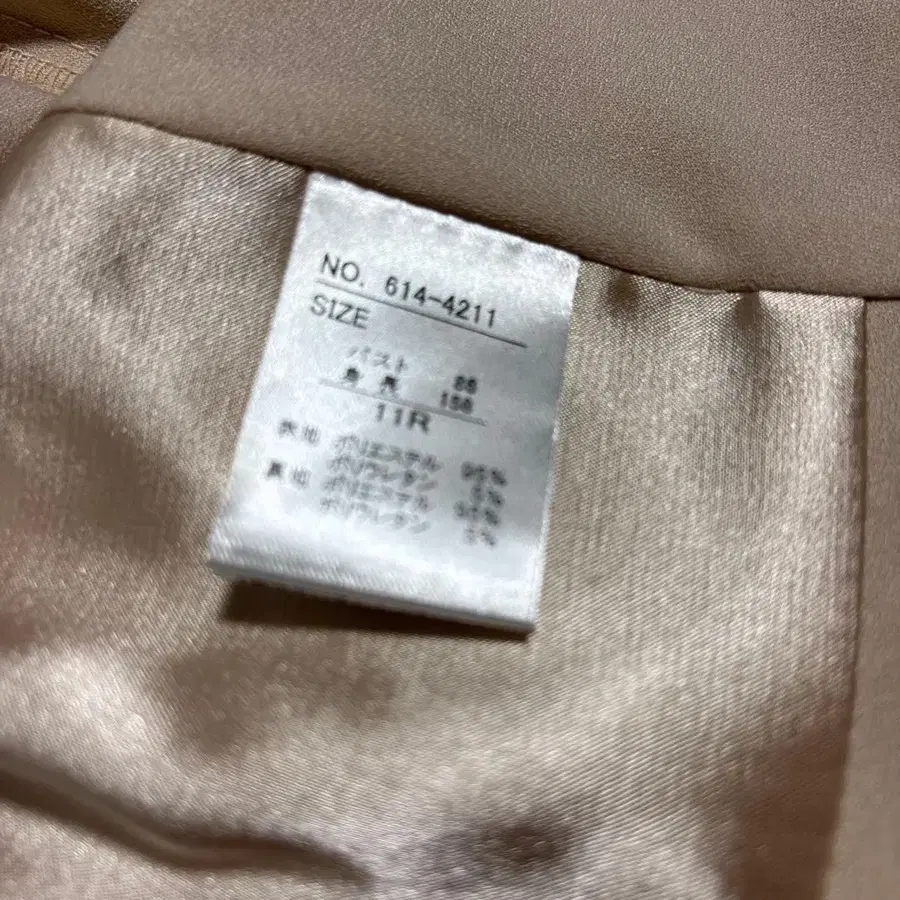 NO. 614-4211
SIZE
バスト 88
身長 158
11R
表地 ポリエステル 95%
ポリウレタン 5%
裏地 ポリエステル 95%
ポリウレタン 5%